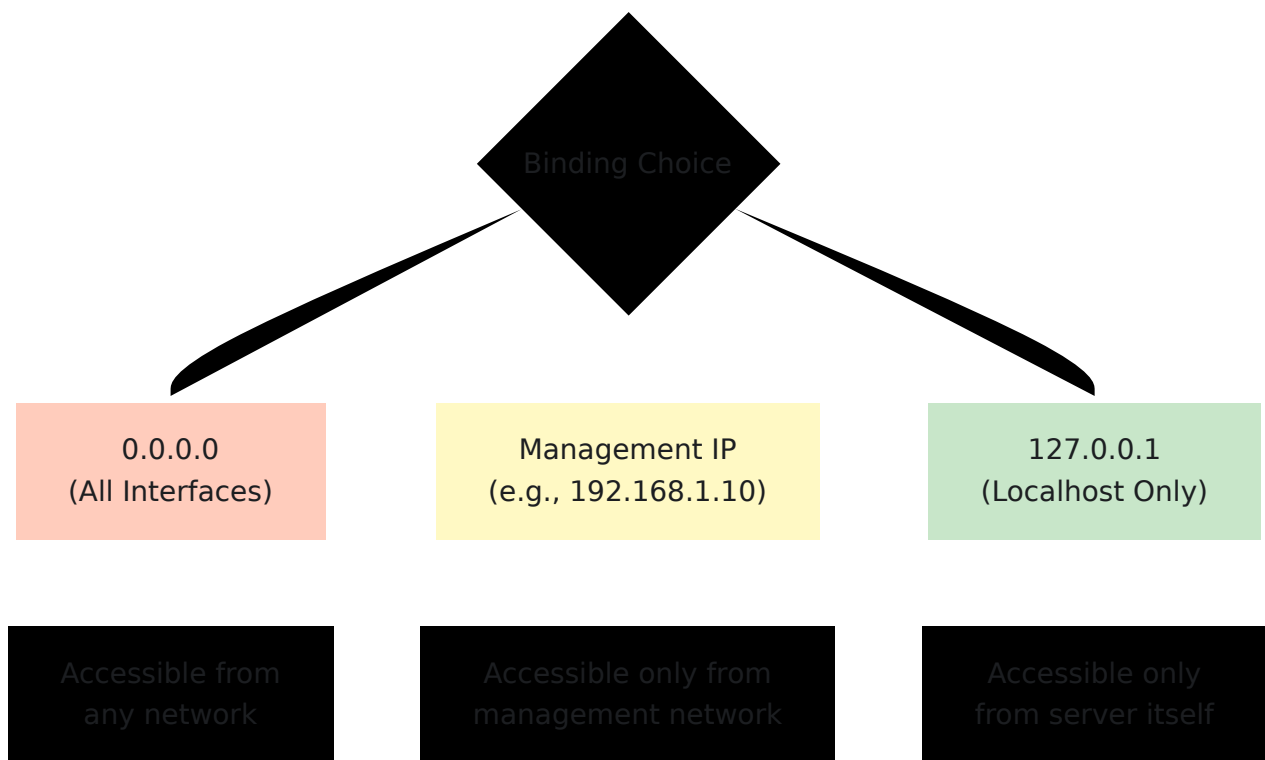 Binding Choice
0.0.0.0
(All Interfaces)
Management IP
(e.g., 192.168.1.10)
127.0.0.1
(Localhost Only)
Accessible from
any network
Accessible only from
management network
Accessible only
from server itself